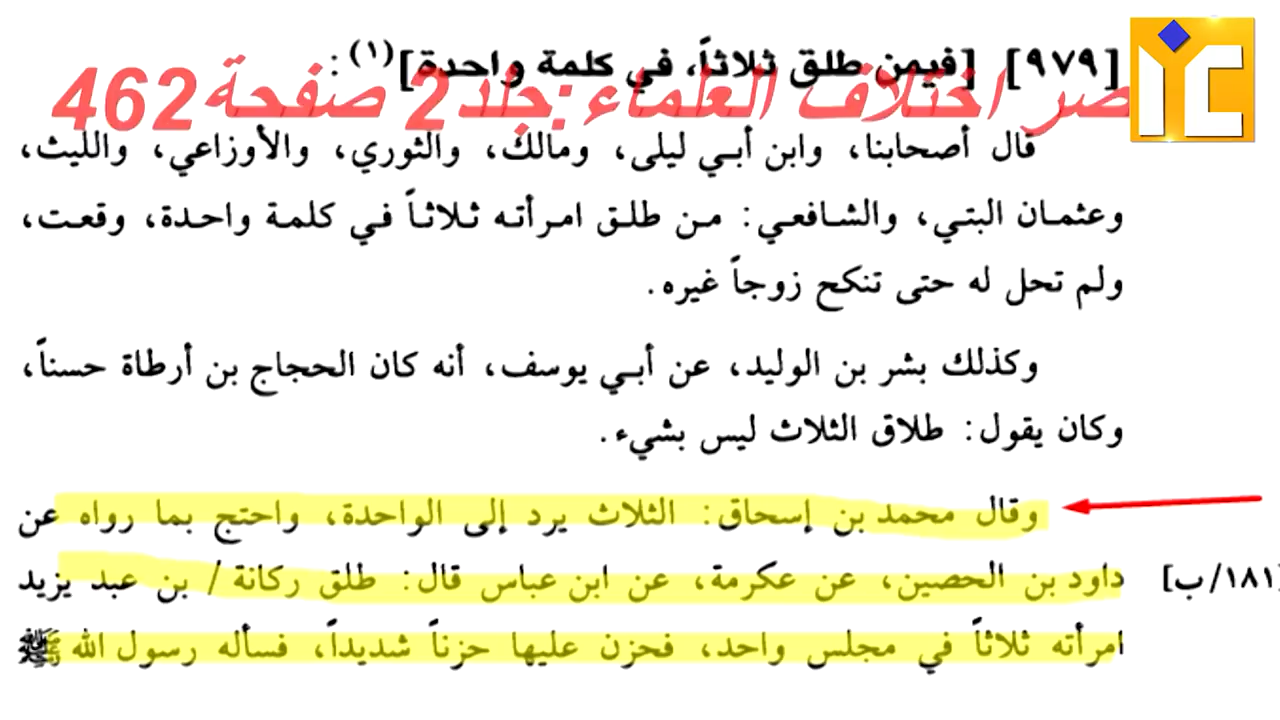 [٩٧٩] [فيمن طلق ثلاثاً، في كلمة واحدة](١) :
صر اختلاف العلماء:جلد2 صفحة462
قال أصحابنا، وابن أبي ليلى، ومالك، والثوري، والأوزاعي، والليث،
وعثمان البتي، والشافعي: من طلق امرأته ثلاثاً في كلمة واحدة، وقعت،
ولم تحل له حتى تنكح زوجاً غيره.
وكذلك بشر بن الوليد، عن أبي يوسف، أنه كان الحجاج بن أرطاة حسناً،
وكان يقول: طلاق الثلاث ليس بشيء.
وقال محمد بن إسحاق: الثلاث يرد إلى الواحدة، واحتج بما رواه عن
داود بن الحصين، عن عكرمة، عن ابن عباس قال: طلق ركانة / بن عبد يزيد
١٨١/ب]
امرأته ثلاثاً في مجلس واحد، فحزن عليها حزناً شديداً، فسأله رسول الله ﷺ